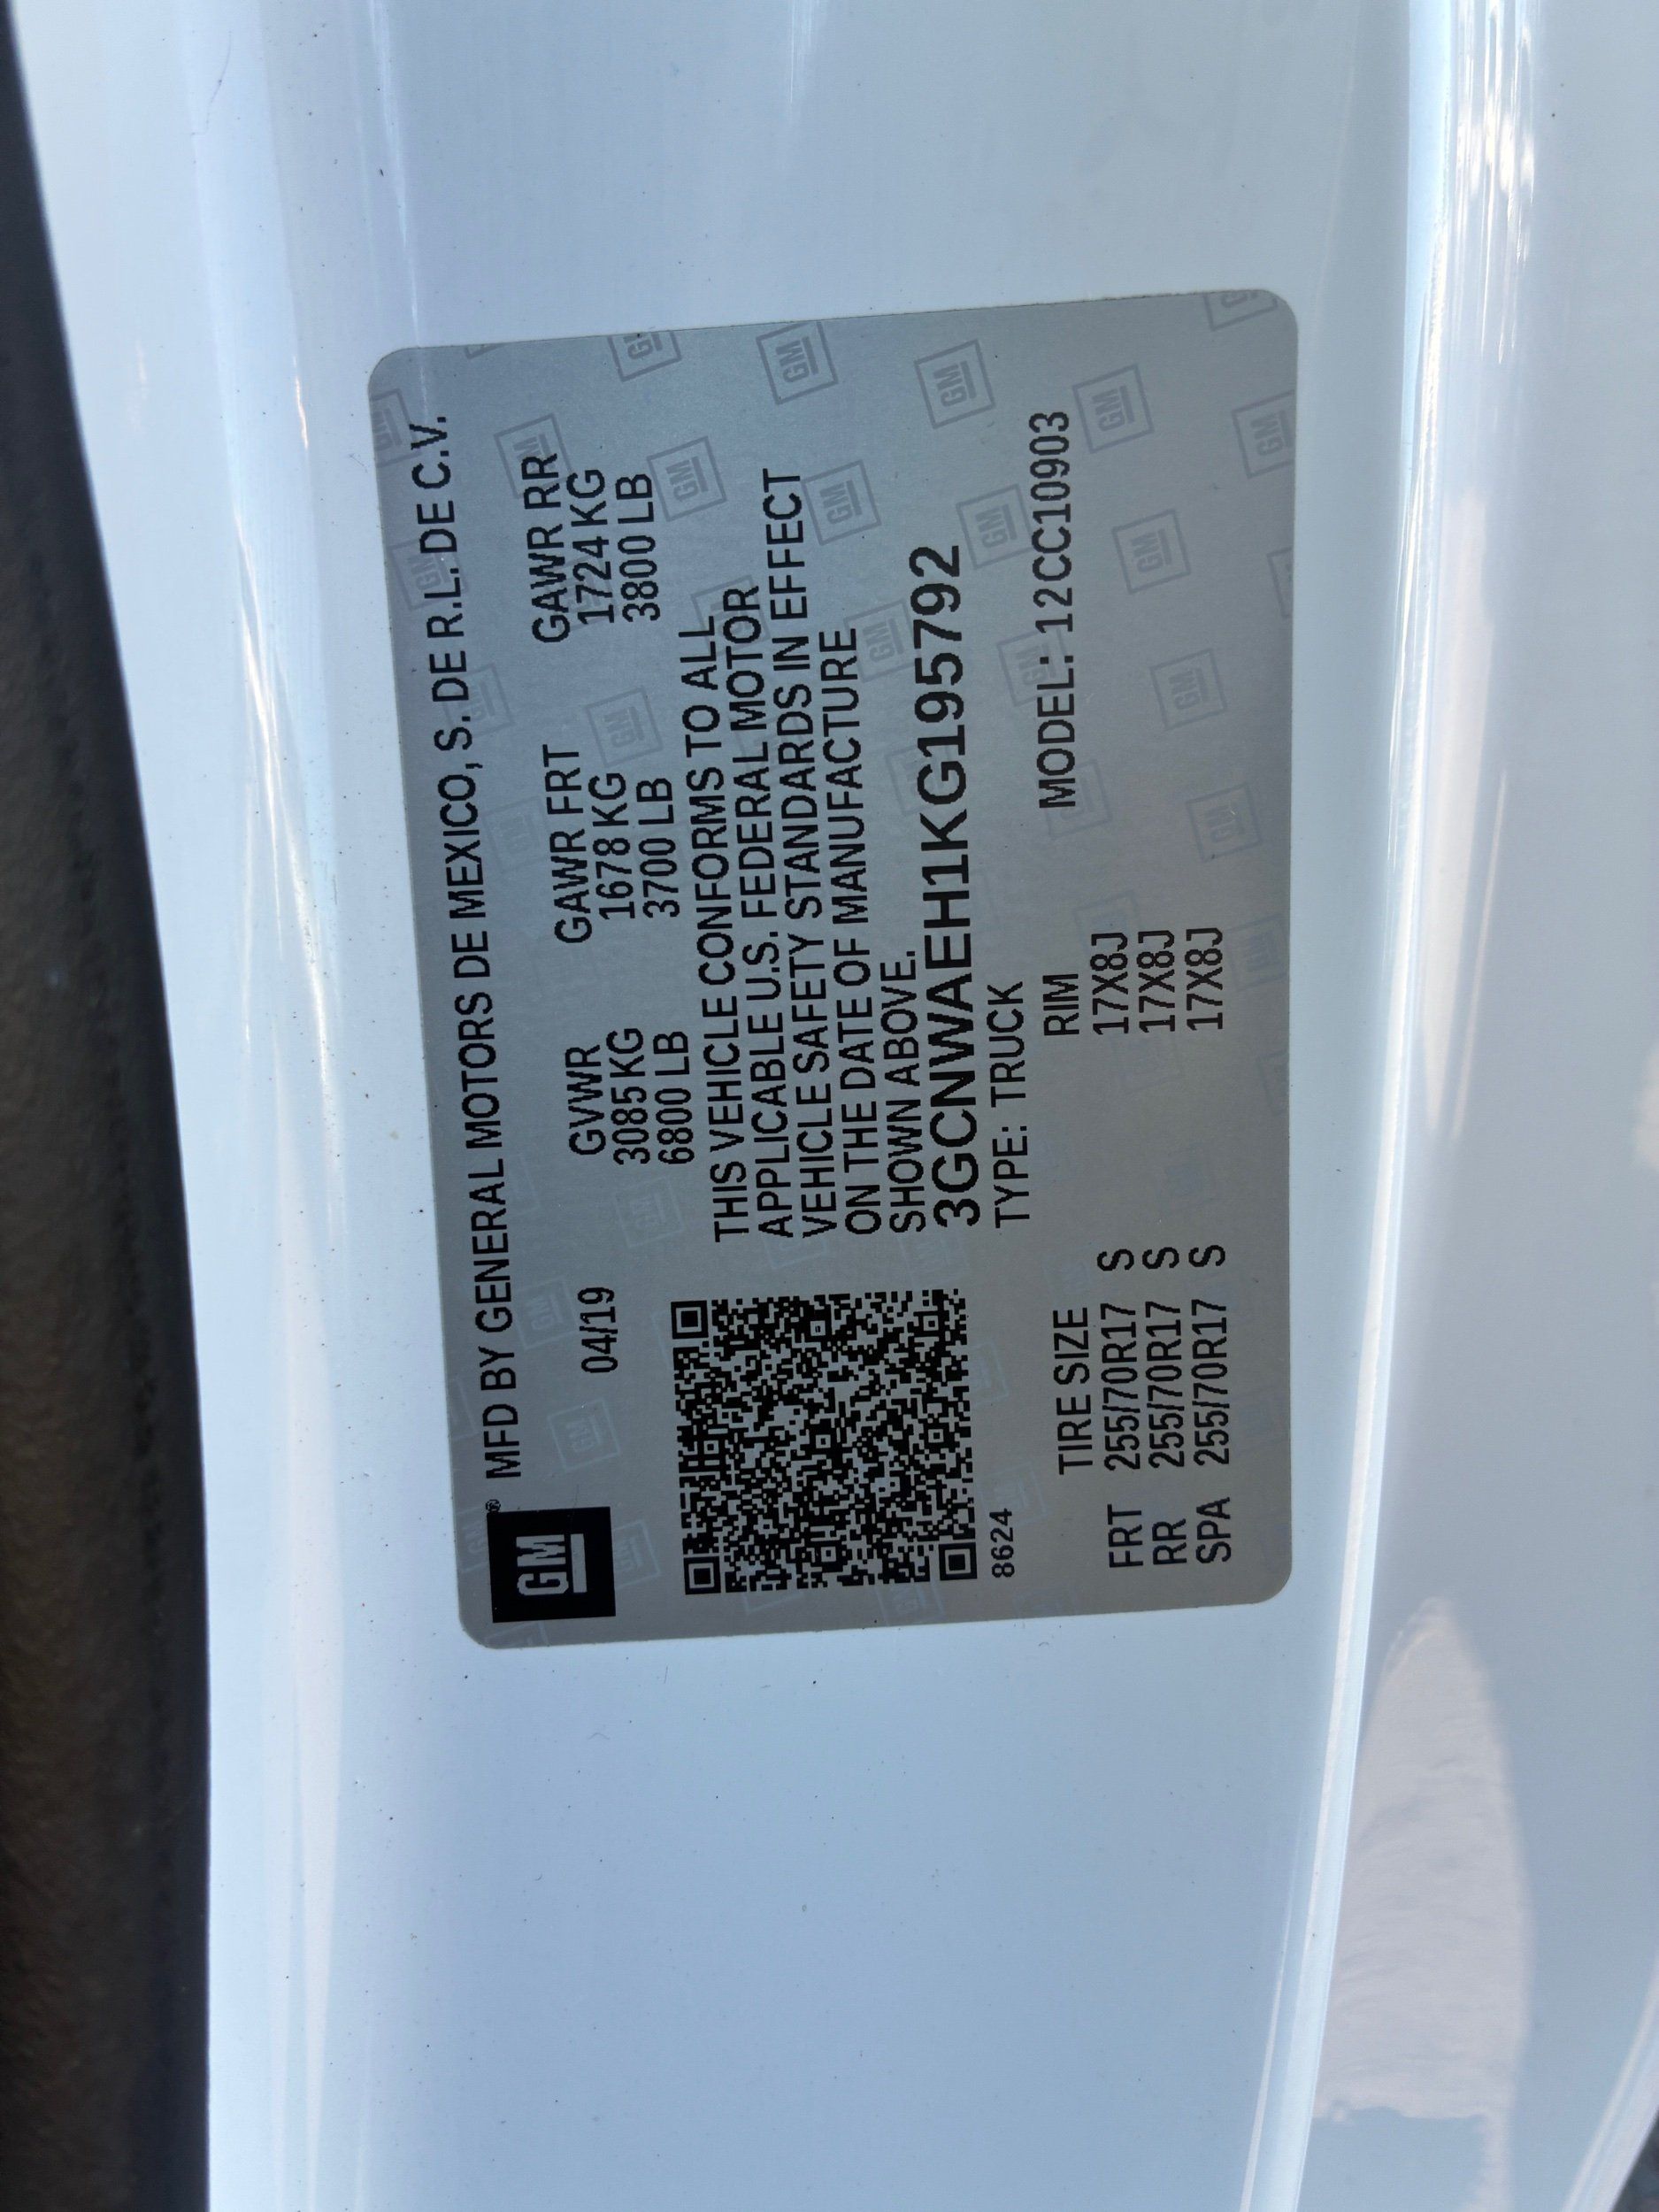 GM® MFD BY GENERAL MOTORS DE MEXICO, S. DE R.L. DE C.V.
04/19 GVWR GAWR FRT GAWR RR
3085 KG 1678 KG 1724 KG
6800 LB 3700 LB 3800 LB
THIS VEHICLE CONFORMS TO ALL
APPLICABLE U.S. FEDERAL MOTOR
VEHICLE SAFETY STANDARDS IN EFFECT
ON THE DATE OF MANUFACTURE
SHOWN ABOVE.
3GCNWAEH1KG195792
8624 TYPE: TRUCK
TIRE SIZE RIM MODEL: 12CC10903
FRT 255/70R17 S 17X8J
RR 255/70R17 S 17X8J
SPA 255/70R17 S 17X8J